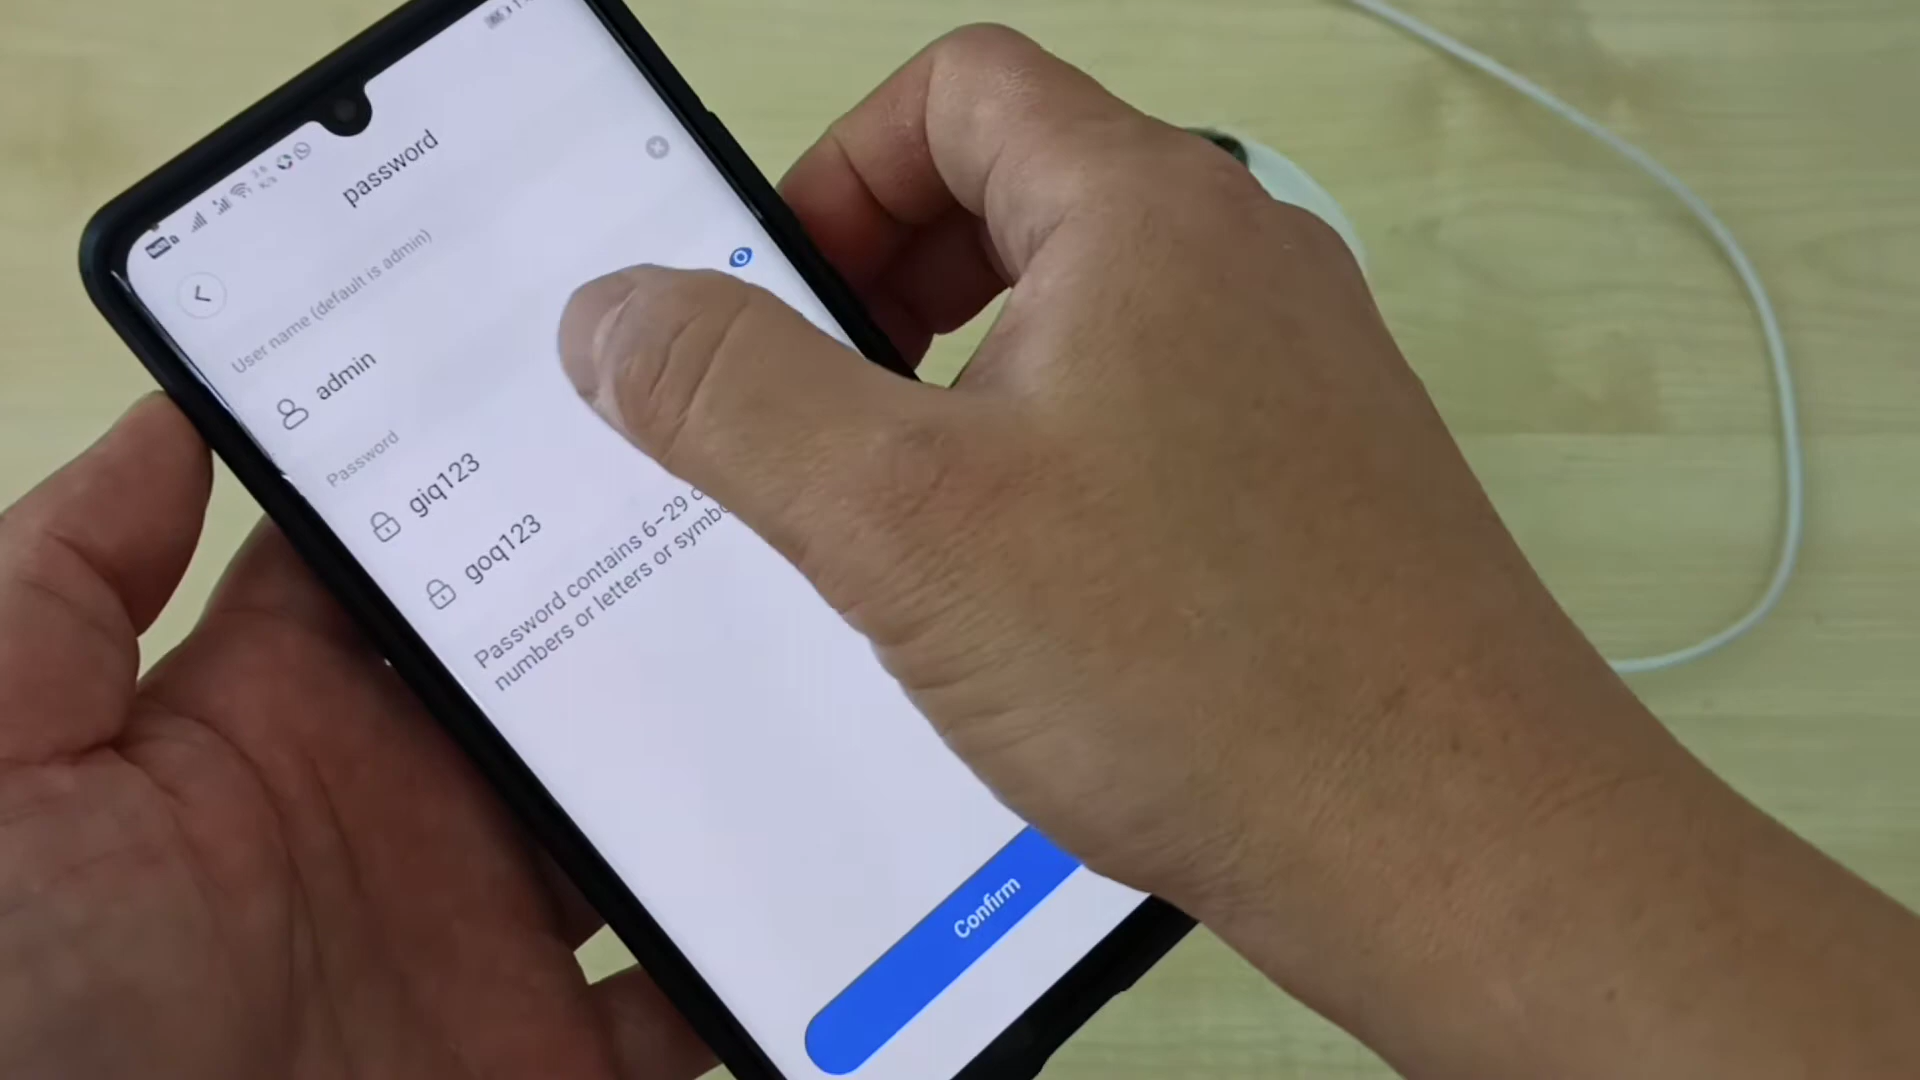 password
User name (default is admin)
admin
Password
giq123
goq123
Password contains 6-29
numbers or letters or
Confirm